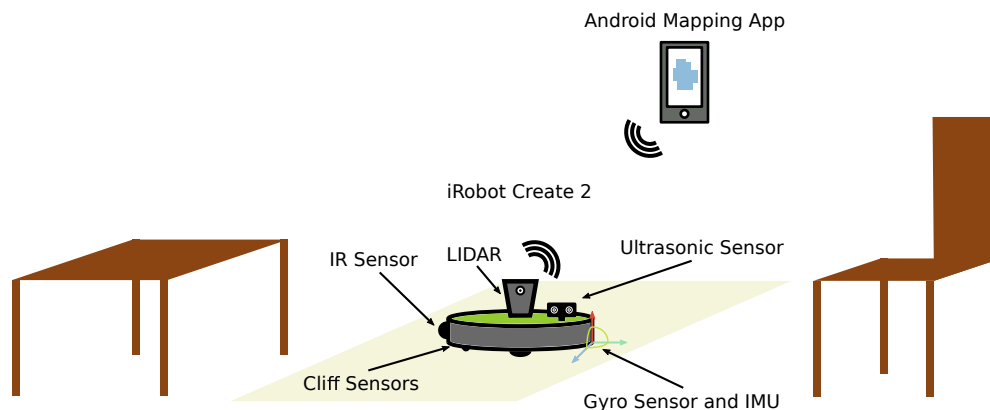 Android Mapping App
iRobot Create 2
Ultrasonic Sensor
LIDAR
IR Sensor
Cliff Sensors
Gyro Sensor and IMU